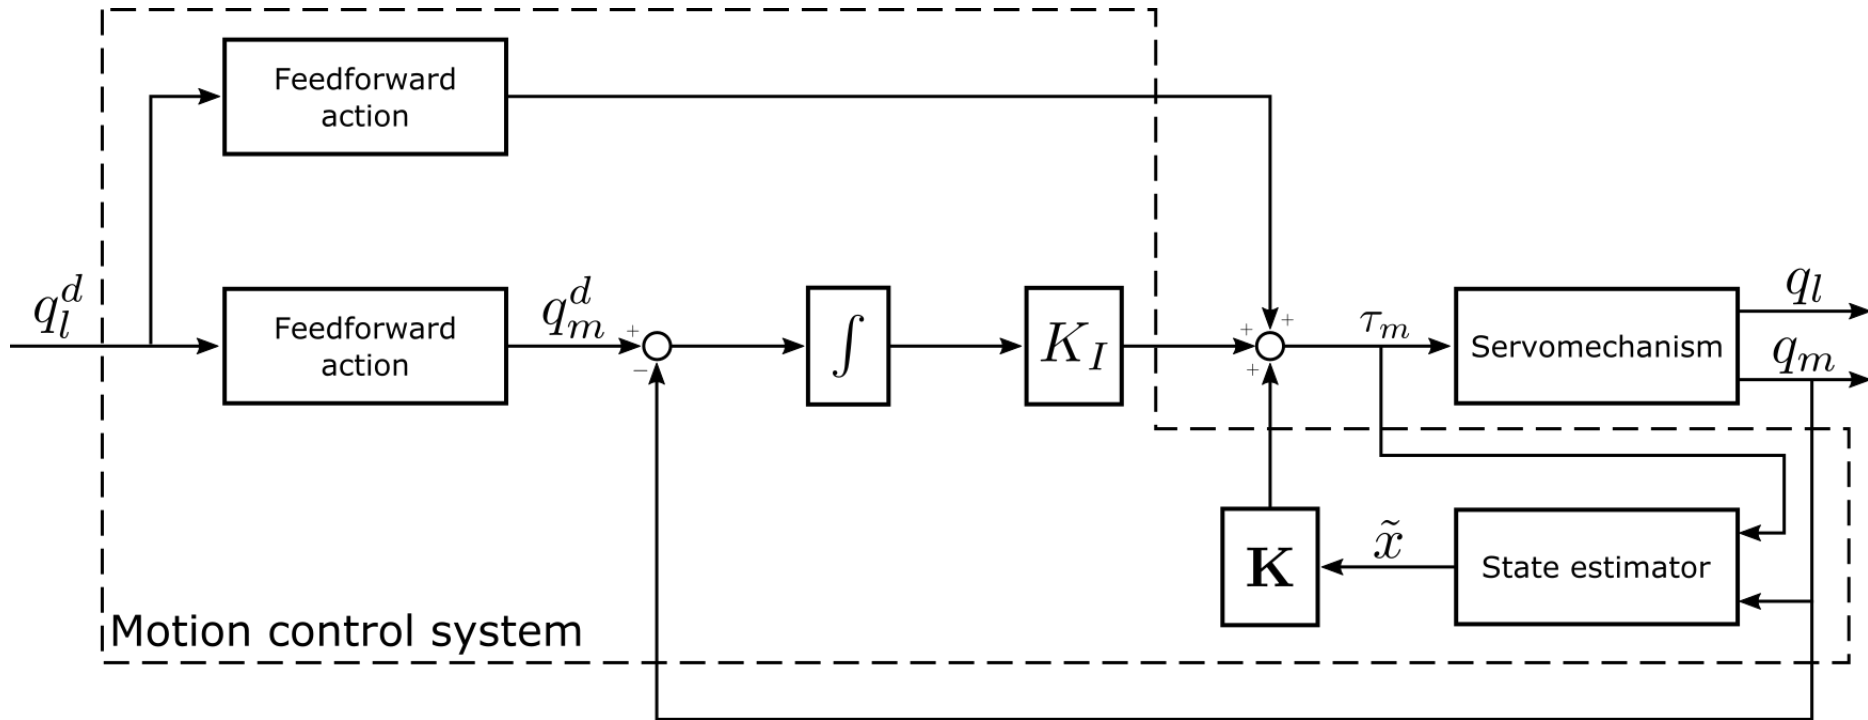 Feedforward
action
q_l^d
Feedforward
action
q_m^d
+
−
∫
K_I
+
+
+
τ_m
Servomechanism
q_l
q_m
K
x̃
State estimator
Motion control system